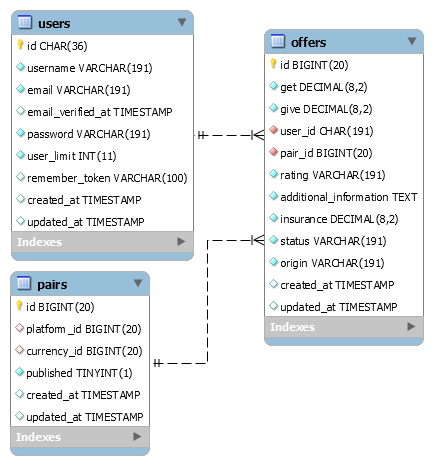 users
id CHAR(36)
username VARCHAR(191)
email VARCHAR(191)
email_verified_at TIMESTAMP
password VARCHAR(191)
user_limit INT(11)
remember_token VARCHAR(100)
created_at TIMESTAMP
updated_at TIMESTAMP
Indexes
offers
id BIGINT(20)
get DECIMAL(8,2)
give DECIMAL(8,2)
user_id CHAR(191)
pair_id BIGINT(20)
rating VARCHAR(191)
additional_information TEXT
insurance DECIMAL(8,2)
status VARCHAR(191)
origin VARCHAR(191)
created_at TIMESTAMP
updated_at TIMESTAMP
Indexes
pairs
id BIGINT(20)
platform_id BIGINT(20)
currency_id BIGINT(20)
published TINYINT(1)
created_at TIMESTAMP
updated_at TIMESTAMP
Indexes